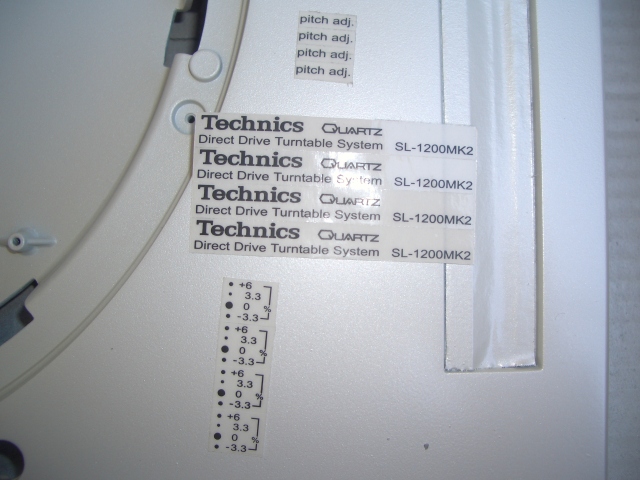 pitch adj.
pitch adj.
pitch adj.
pitch adj.
Technics QUARTZ
Direct Drive Turntable System SL-1200MK2
Technics QUARTZ
Direct Drive Turntable System SL-1200MK2
Technics QUARTZ
Direct Drive Turntable System SL-1200MK2
Technics QUARTZ
Direct Drive Turntable System SL-1200MK2
+6
3.3
0 %
-3.3
+6
3.3
0 %
-3.3
+6
3.3
0 %
-3.3
+6
3.3
0 %
-3.3